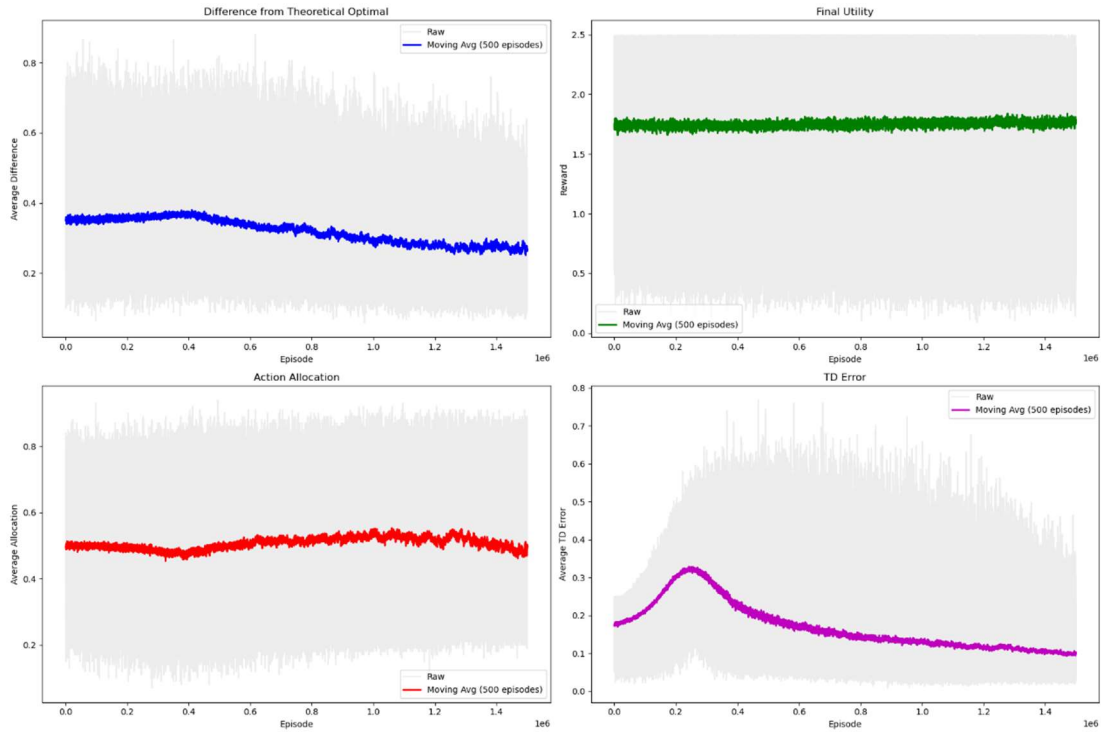 Difference from Theoretical Optimal
Raw
Moving Avg (500 episodes)
Average Difference
0.8
0.6
0.4
0.2
0.0 0.2 0.4 0.6 0.8 1.0 1.2 1.4
1e6
Episode
Final Utility
2.5
2.0
1.5
1.0
0.5
0.0
Reward
Raw
Moving Avg (500 episodes)
0.0 0.2 0.4 0.6 0.8 1.0 1.2 1.4
1e6
Episode
Action Allocation
0.8
0.6
0.4
0.2
Average Allocation
Raw
Moving Avg (500 episodes)
0.0 0.2 0.4 0.6 0.8 1.0 1.2 1.4
1e6
Episode
TD Error
Raw
Moving Avg (500 episodes)
0.8
0.7
0.6
0.5
0.4
0.3
0.2
0.1
0.0
Average TD Error
0.0 0.2 0.4 0.6 0.8 1.0 1.2 1.4
1e6
Episode